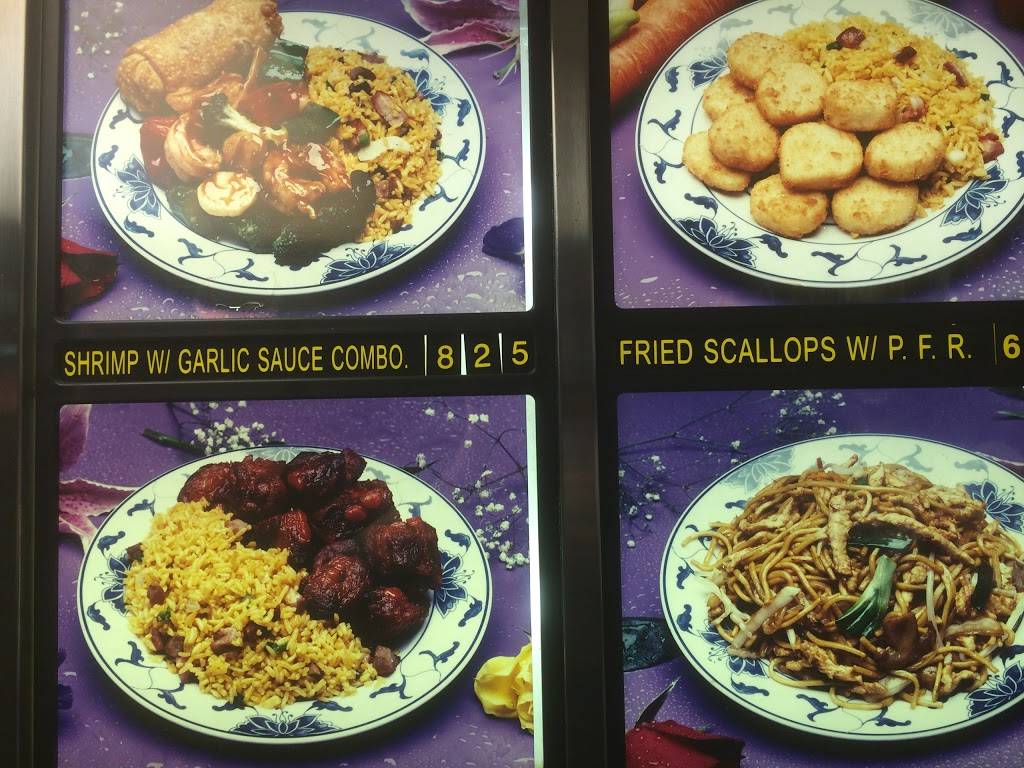 SHRIMP W/ GARLIC SAUCE COMBO. 8 2 5
FRIED SCALLOPS W/ P. F. R. 6